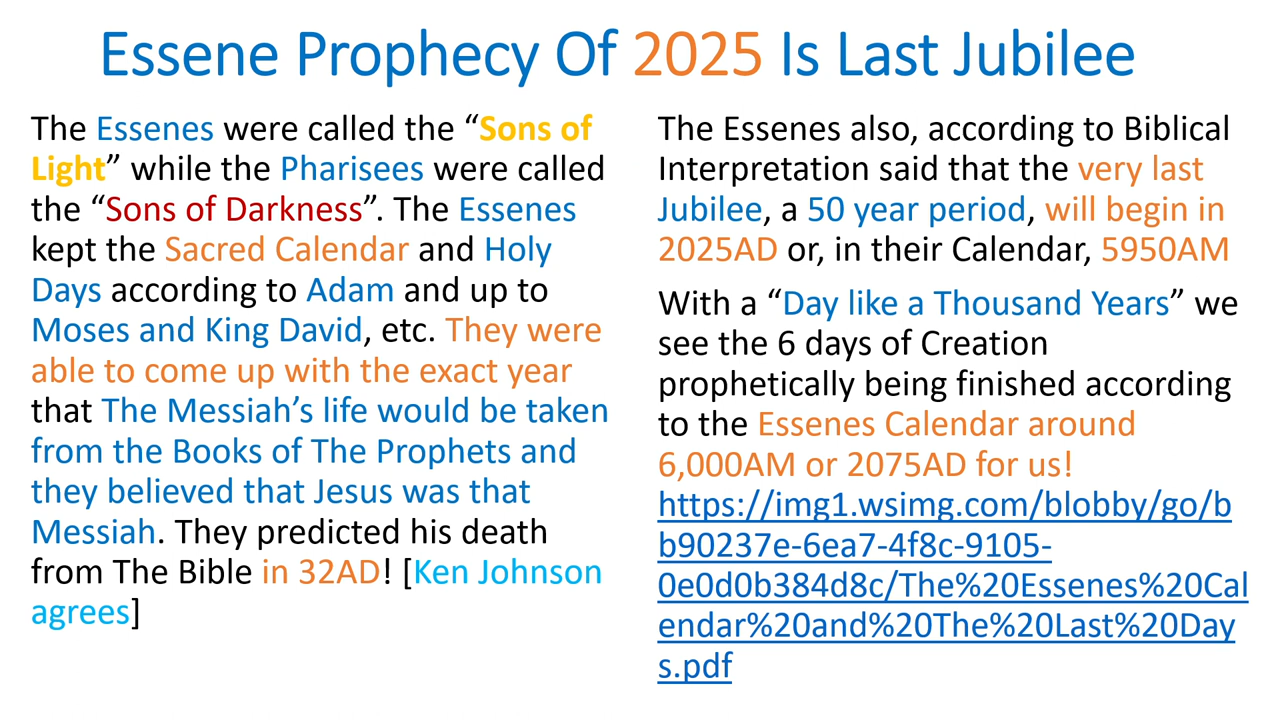 Essene Prophecy Of 2025 Is Last Jubilee
The Essenes were called the “Sons of
Light” while the Pharisees were called
the “Sons of Darkness”. The Essenes
kept the Sacred Calendar and Holy
Days according to Adam and up to
Moses and King David, etc. They were
able to come up with the exact year
that The Messiah’s life would be taken
from the Books of The Prophets and
they believed that Jesus was that
Messiah. They predicted his death
from The Bible in 32AD! [Ken Johnson
agrees]
The Essenes also, according to Biblical
Interpretation said that the very last
Jubilee, a 50 year period, will begin in
2025AD or, in their Calendar, 5950AM
With a “Day like a Thousand Years” we
see the 6 days of Creation
prophetically being finished according
to the Essenes Calendar around
6,000AM or 2075AD for us!
https://img1.wsimg.com/blobby/go/b
b90237e-6ea7-4f8c-9105-
0e0d0b384d8c/The%20Essenes%20Cal
endar%20and%20The%20Last%20Day
s.pdf